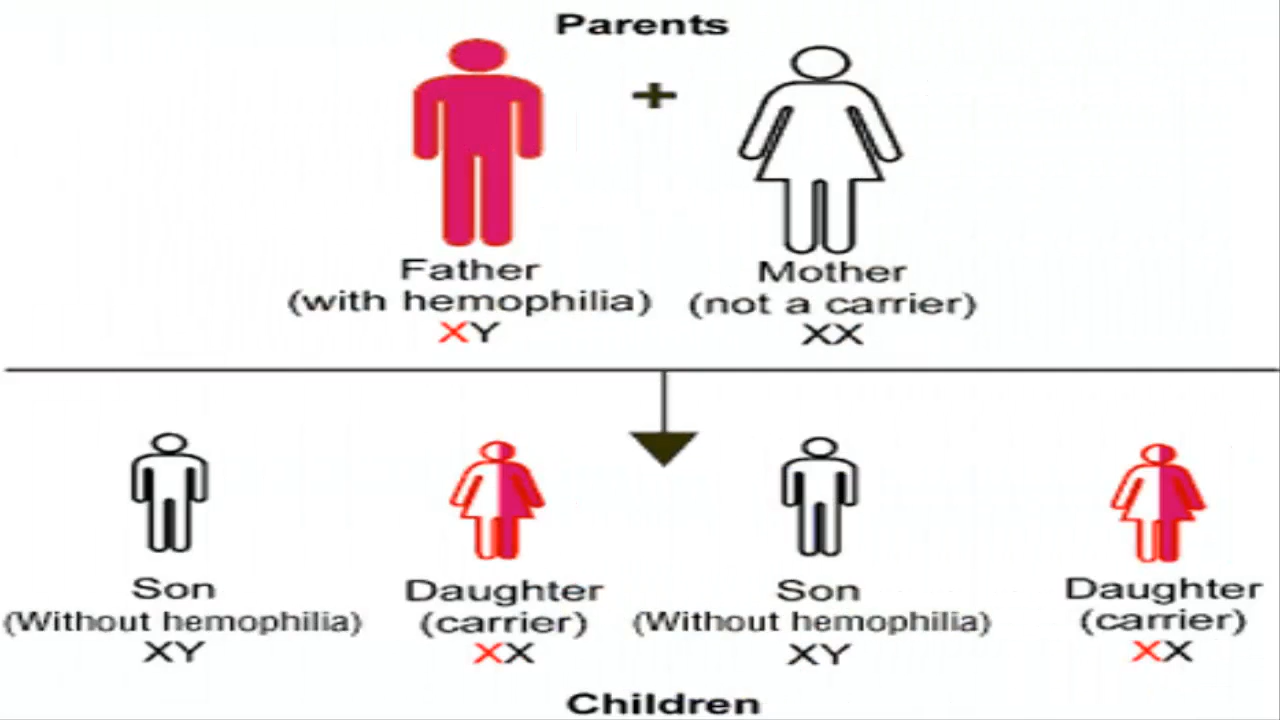 Parents
+
Father
(with hemophilia)
XY
Mother
(not a carrier)
XX
Son
(Without hemophilia)
XY
Daughter
(carrier)
XX
Son
(Without hemophilia)
XY
Daughter
(carrier)
XX
Children